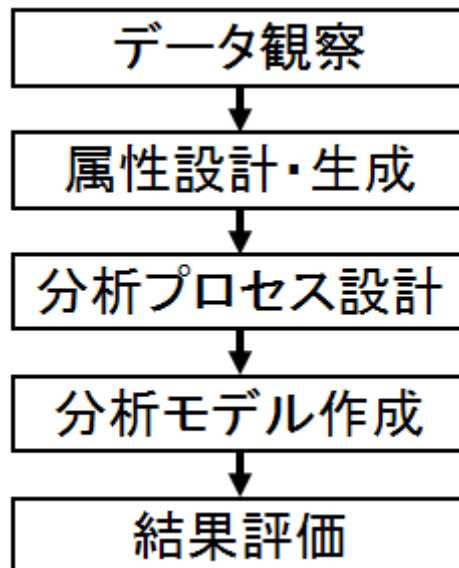 データ観察
属性設計・生成
分析プロセス設計
分析モデル作成
結果評価